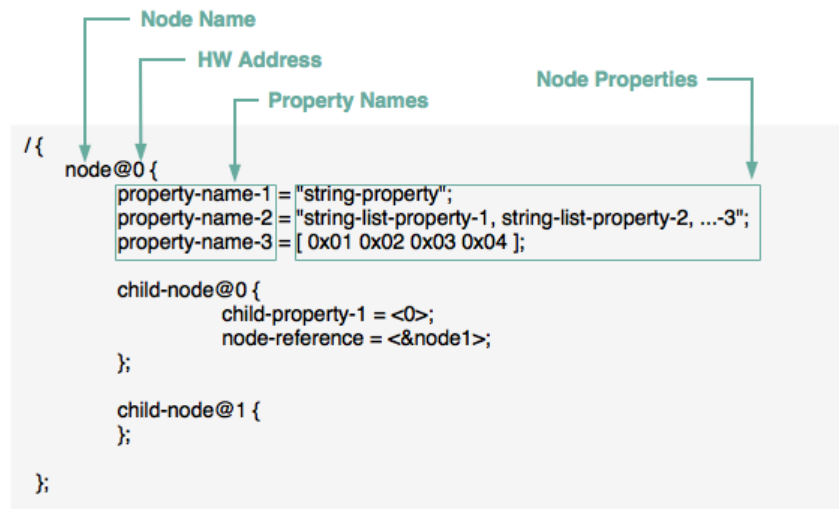 Node Name
HW Address
Node Properties
Property Names
/ {
node@0 {
property-name-1 = "string-property";
property-name-2 = "string-list-property-1, string-list-property-2, ...-3";
property-name-3 = [ 0x01 0x02 0x03 0x04 ];
child-node@0 {
child-property-1 = <0>;
node-reference = <&node1>;
};
child-node@1 {
};
};